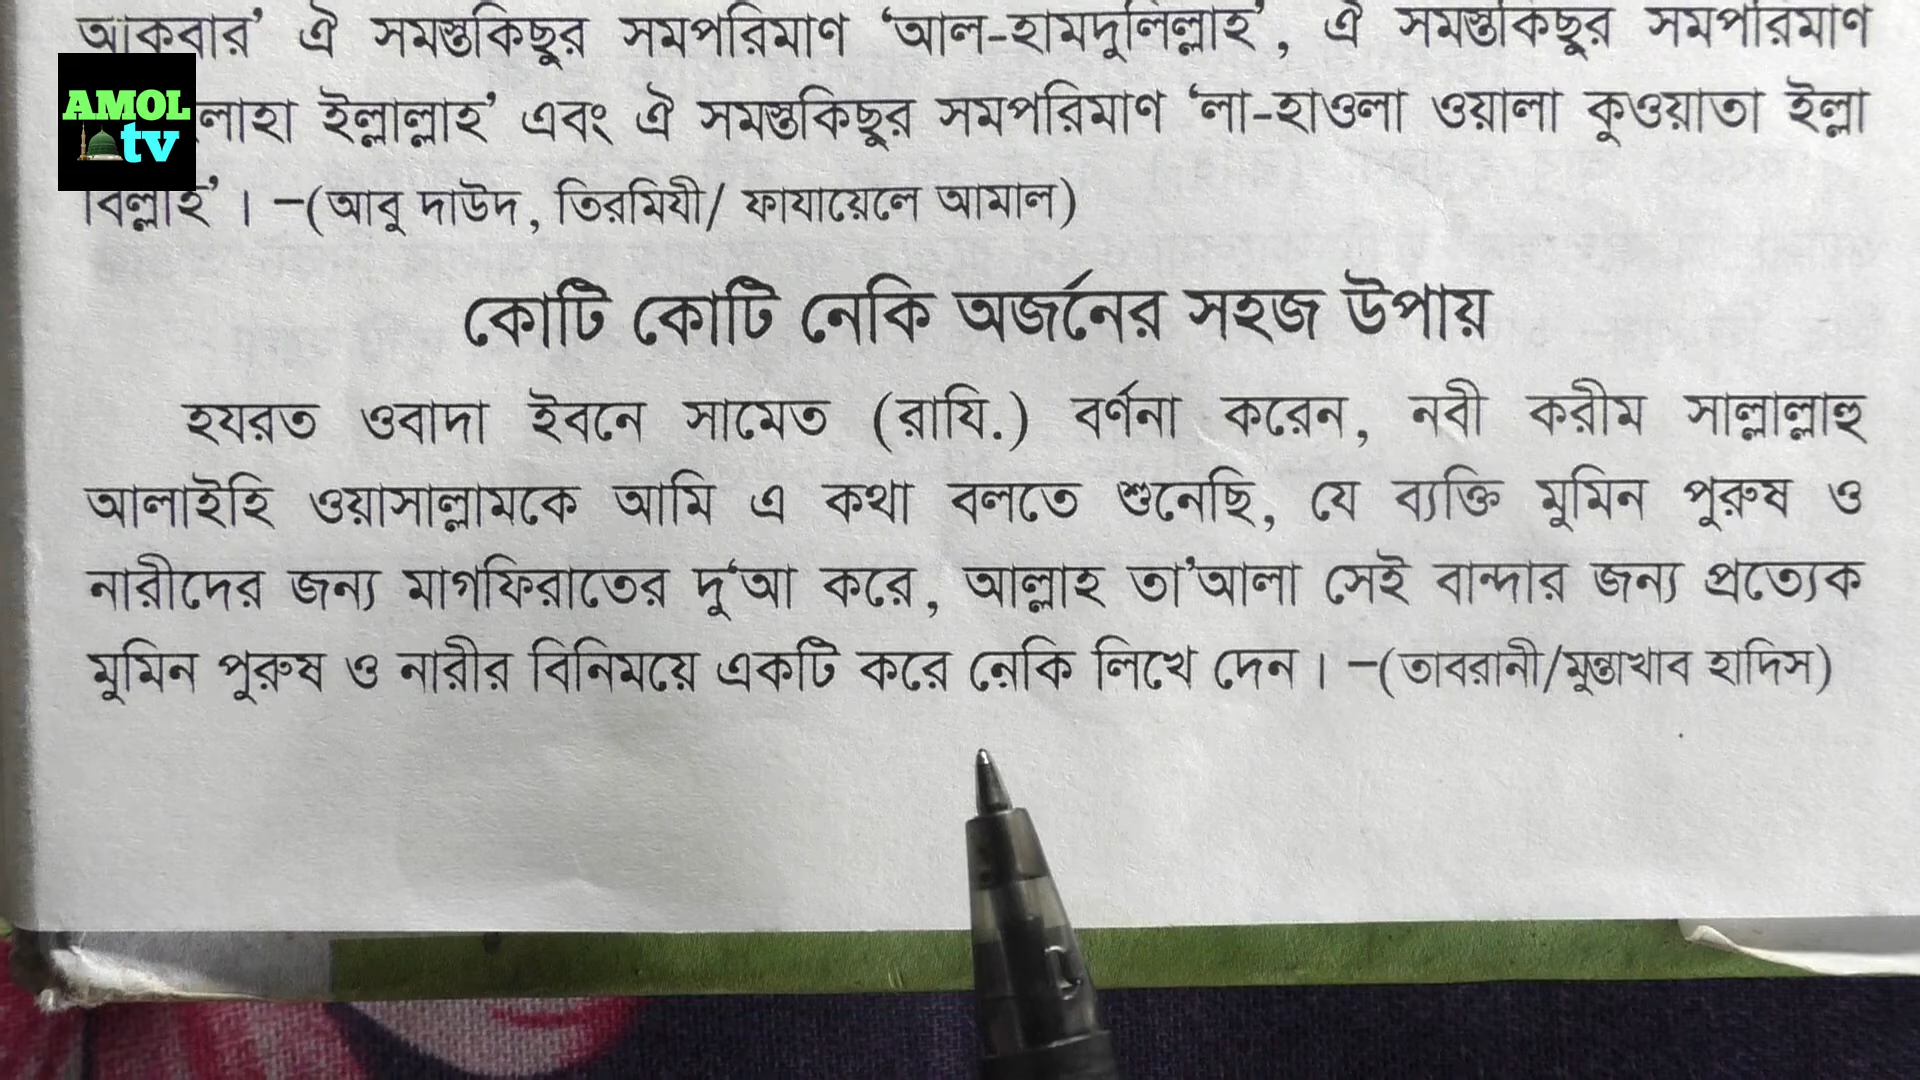 আকবার’ ঐ সমস্তকিছুর সমপরিমাণ ‘আল-হামদুলিল্লাহ’, ঐ সমস্তকিছুর সমপরিমাণ
AMOL
tv
লাহা ইল্লাল্লাহ’ এবং ঐ সমস্তকিছুর সমপরিমাণ ‘লা-হাওলা ওয়ালা কুওয়াতা ইল্লা
বিল্লাহ’। –(আবু দাউদ, তিরমিযী/ ফাযায়েলে আমাল)
কোটি কোটি নেকি অর্জনের সহজ উপায়
হযরত ওবাদা ইবনে সামেত (রাযি.) বর্ণনা করেন, নবী করীম সাল্লাল্লাহু
আলাইহি ওয়াসাল্লামকে আমি এ কথা বলতে শুনেছি, যে ব্যক্তি মুমিন পুরুষ ও
নারীদের জন্য মাগফিরাতের দু‘আ করে, আল্লাহ তা’আলা সেই বান্দার জন্য প্রত্যেক
মুমিন পুরুষ ও নারীর বিনিময়ে একটি করে নেকি লিখে দেন। –(তাবরানী/মুন্তাখাব হাদিস)